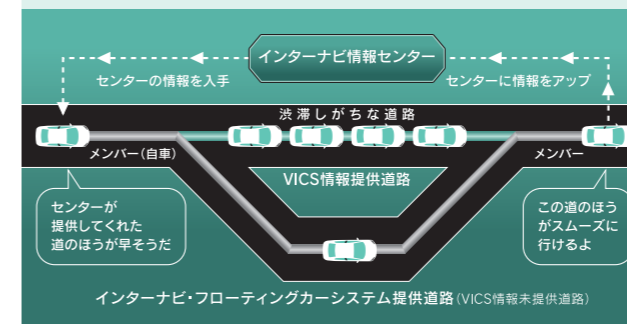 インターナビ情報センター
センターの情報を入手
センターに情報をアップ
渋滞しがちな道路
メンバー（自車）
メンバー
VICS情報提供道路
センターが
提供してくれた
道のほうが早そうだ
この道のほう
がスムーズに
行けるよ
インターナビ・フローティングカーシステム提供道路（VICS情報未提供道路）